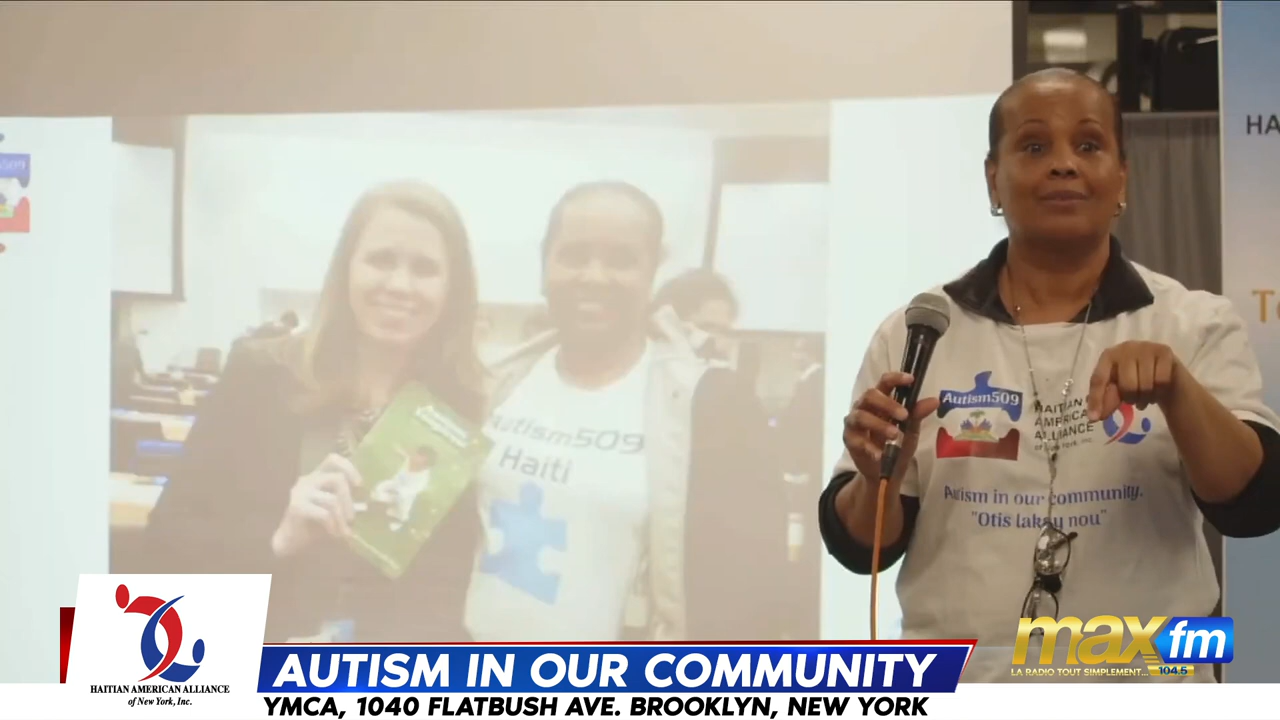 HA
509
Autism509
Haiti
Autism509
HAITIAN
AMERICAN
ALLIANCE
Autism in our community.
"Otis lakay nou"
max fm
LA RADIO TOUT SIMPLEMENT... 104.5
HAITIAN AMERICAN ALLIANCE
of New York, Inc.
AUTISM IN OUR COMMUNITY
YMCA, 1040 FLATBUSH AVE. BROOKLYN, NEW YORK